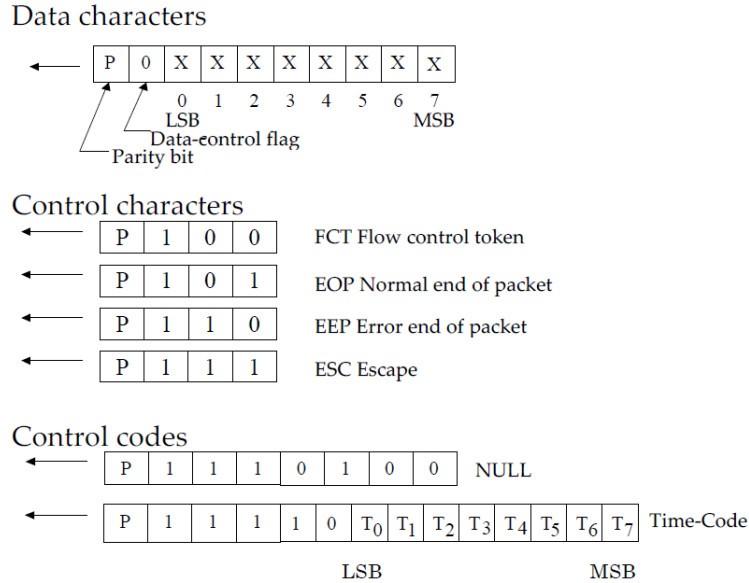 Data characters
P 0 X X X X X X X X
0 1 2 3 4 5 6 7
LSB MSB
Data-control flag
Parity bit
Control characters
P 1 0 0 FCT Flow control token
P 1 0 1 EOP Normal end of packet
P 1 1 0 EEP Error end of packet
P 1 1 1 ESC Escape
Control codes
P 1 1 1 0 1 0 0 NULL
P 1 1 1 1 0 T0 T1 T2 T3 T4 T5 T6 T7 Time-Code
LSB MSB